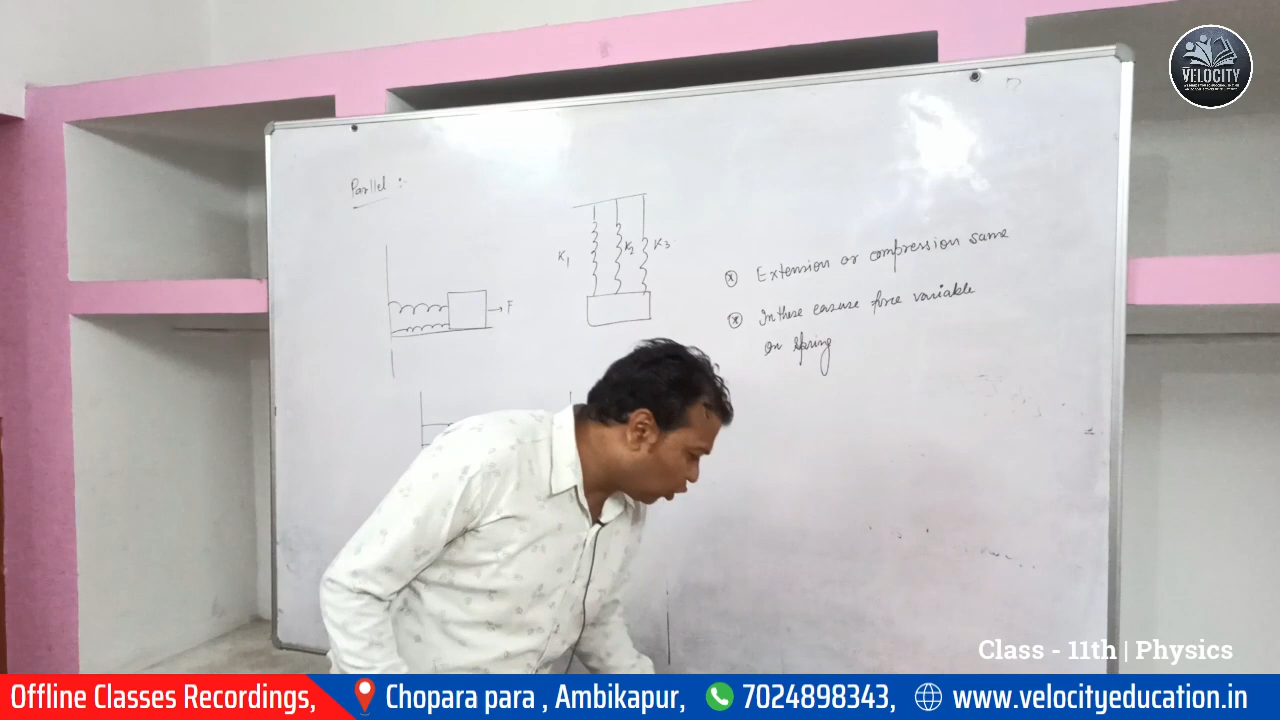 VELOCITY
Parllel :
K1
K2
K3
F
Extension or compression same
In these casuse force variable
on spring
Class - 11th | Physics
Offline Classes Recordings,
Chopara para , Ambikapur,
7024898343,
www.velocityeducation.in